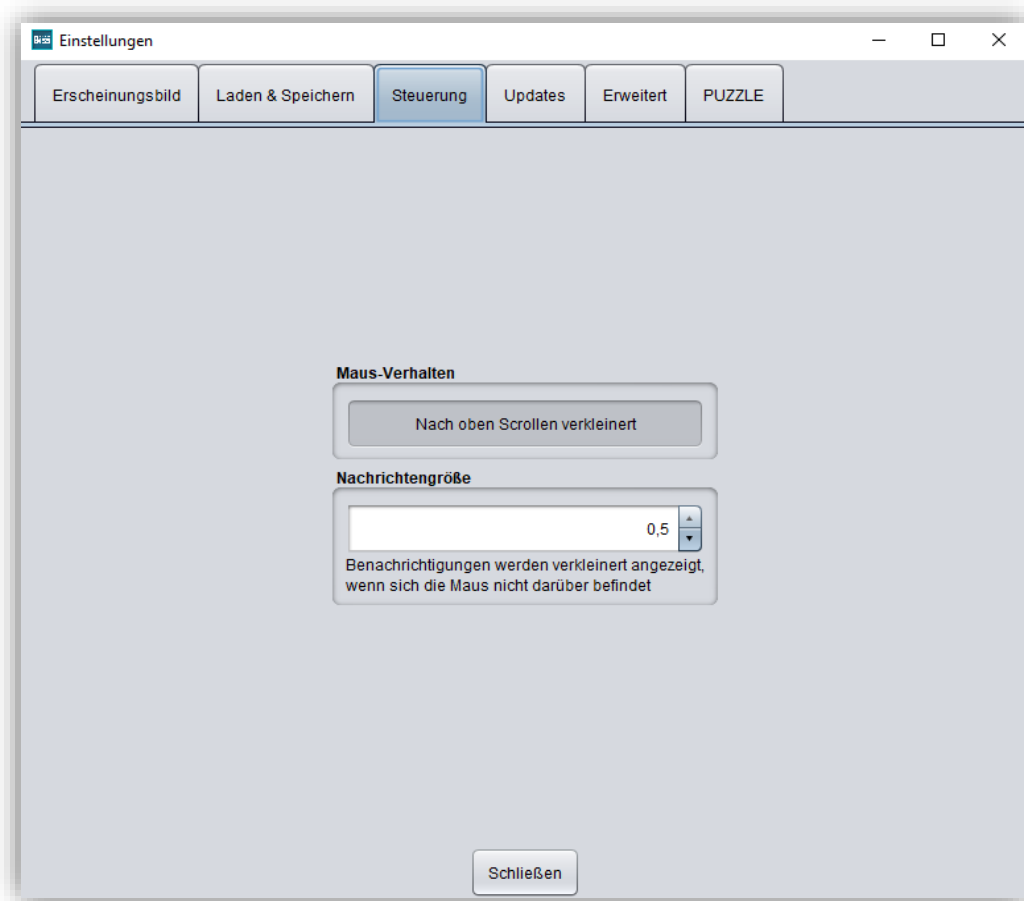 Einstellungen
Erscheinungsbild Laden & Speichern Steuerung Updates Erweitert PUZZLE
Maus-Verhalten
Nach oben Scrollen verkleinert
Nachrichtengröße
0,5
Benachrichtigungen werden verkleinert angezeigt,
wenn sich die Maus nicht darüber befindet
Schließen